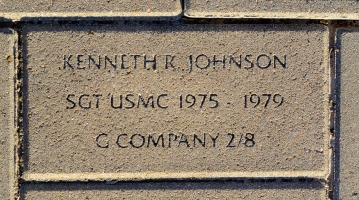 KENNETH R. JOHNSON
SGT USMC 1975 - 1979
G COMPANY 2/8